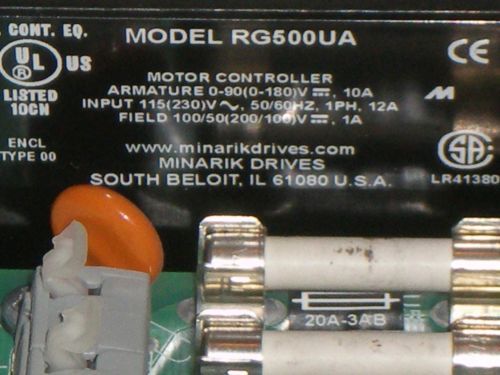 . CONT. EQ.
MODEL RG500UA
UL
®
US
CE
LISTED
10CN
MOTOR CONTROLLER
ARMATURE 0-90(0-180)V ⎓, 10A
INPUT 115(230)V ∿, 50/60HZ, 1PH, 12A
FIELD 100/50(200/100)V ⎓, 1A
ENCL
TYPE 00
www.minarikdrives.com
MINARIK DRIVES
SOUTH BELOIT, IL 61080 U.S.A.
SA
LR41380
20A-3AB